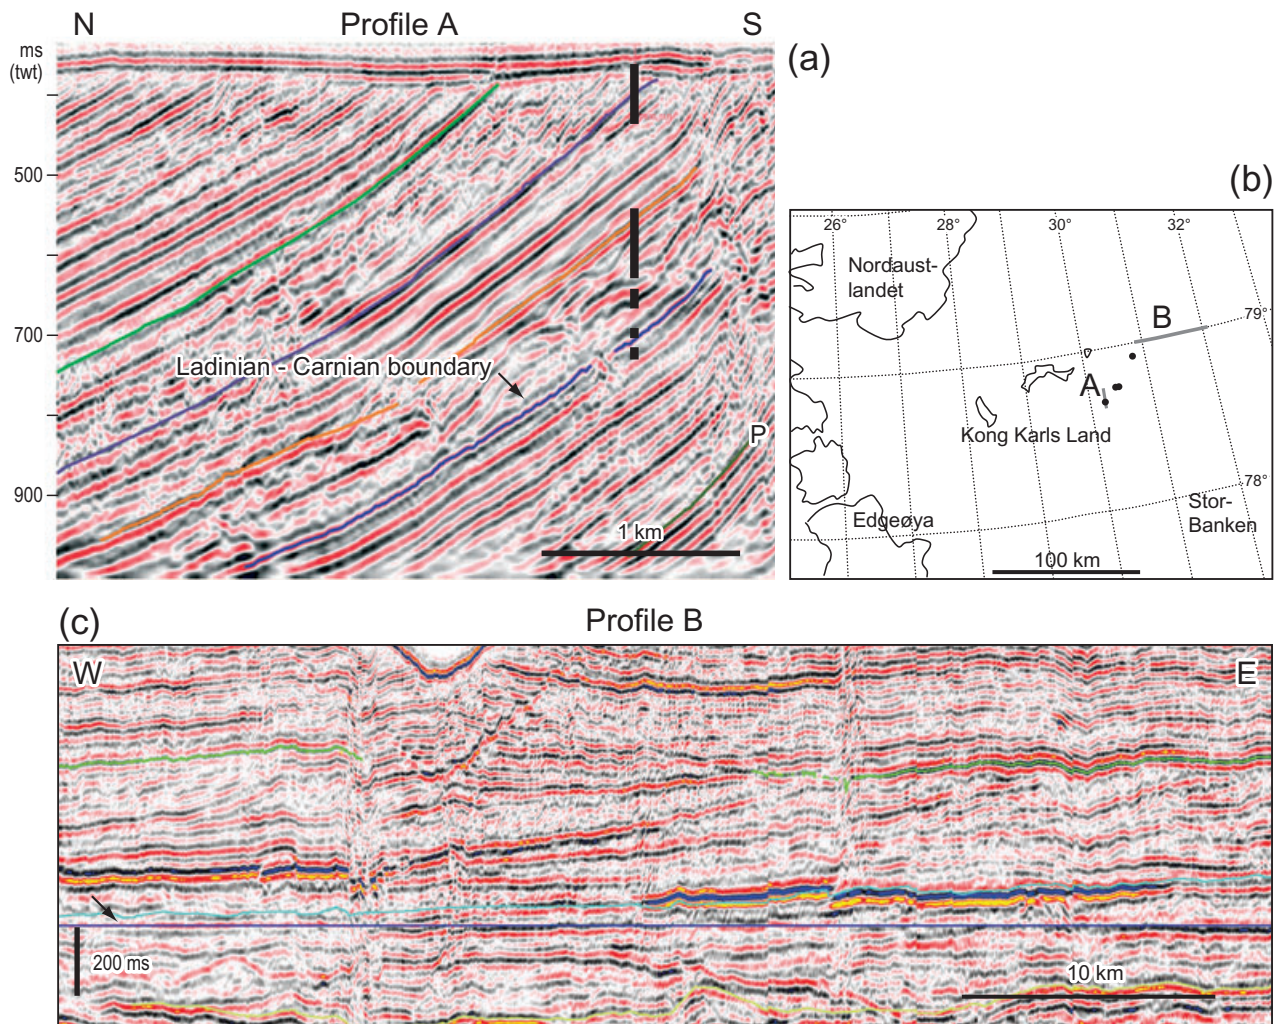 N
Profile A
S
(a)
ms
(twt)
500
700
900
Ladinian - Carnian boundary
P
1 km
(b)
26°
28°
30°
32°
Nordaust-
landet
B
79°
A
Kong Karls Land
78°
Stor-
Banken
Edgeøya
100 km
(c)
Profile B
W
E
200 ms
10 km